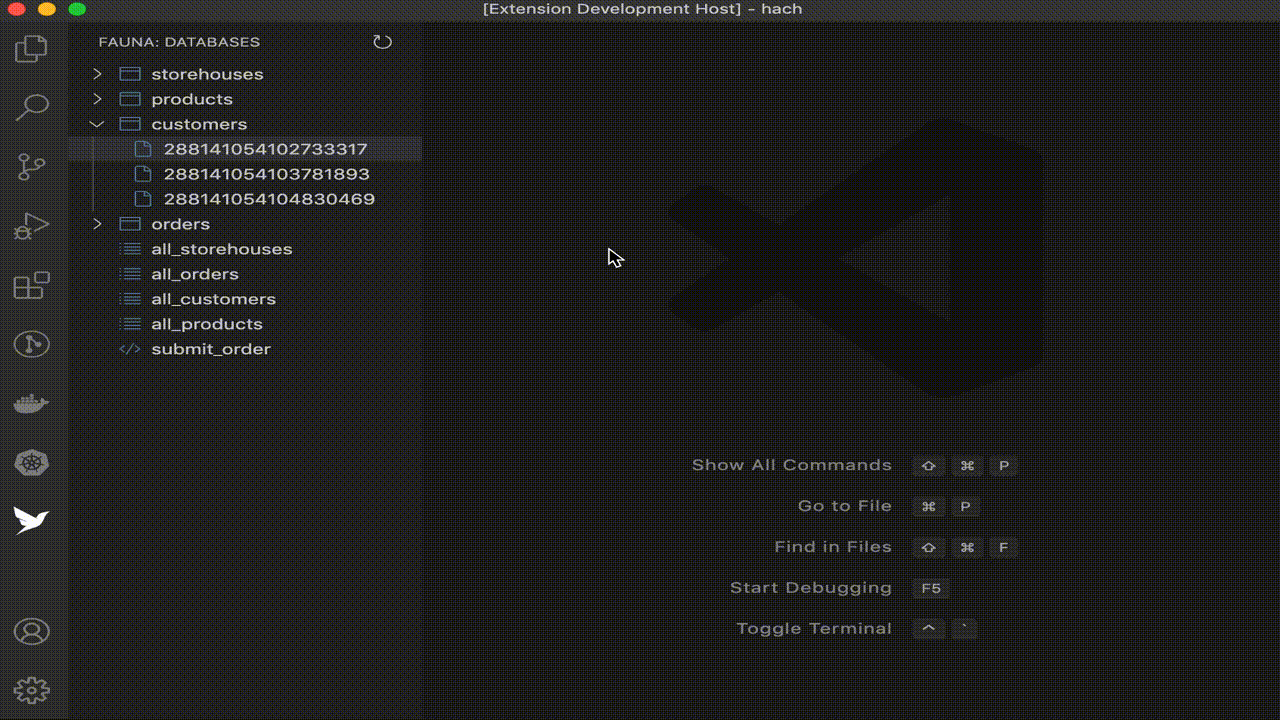 [Extension Development Host] - hach
FAUNA: DATABASES
storehouses
products
customers
288141054102733317
288141054103781893
288141054104830469
orders
all_storehouses
all_orders
all_customers
all_products
submit_order
Show All Commands ⇧ ⌘ P
Go to File ⌘ P
Find in Files ⇧ ⌘ F
Start Debugging F5
Toggle Terminal ^ `